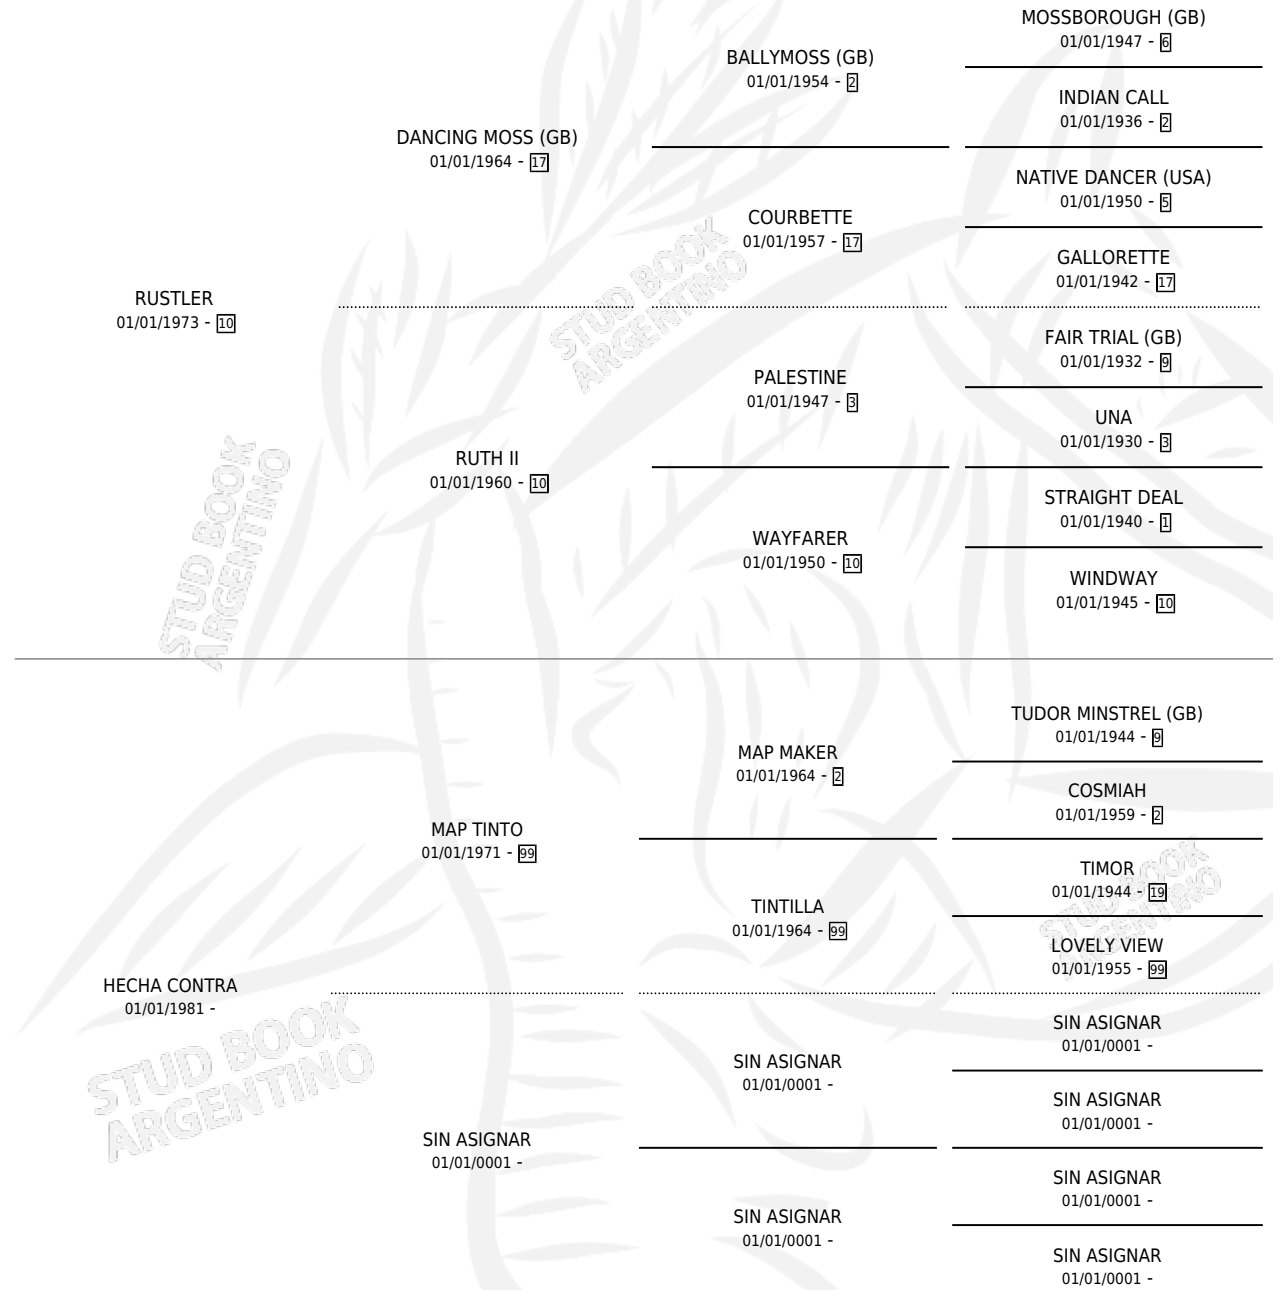 MOSSBOROUGH (GB)
01/01/1947 - 6
BALLYMOSS (GB)
01/01/1954 - 2
INDIAN CALL
01/01/1936 - 2
DANCING MOSS (GB)
01/01/1964 - 17
NATIVE DANCER (USA)
01/01/1950 - 5
COURBETTE
01/01/1957 - 17
GALLORETTE
01/01/1942 - 17
RUSTLER
01/01/1973 - 10
STUD BOOK
ARGENTINO
FAIR TRIAL (GB)
01/01/1932 - 9
PALESTINE
01/01/1947 - 3
UNA
01/01/1930 - 3
RUTH II
01/01/1960 - 10
STRAIGHT DEAL
01/01/1940 - 1
WAYFARER
01/01/1950 - 10
WINDWAY
01/01/1945 - 10
STUD BOOK
ARGENTINO
TUDOR MINSTREL (GB)
01/01/1944 - 9
MAP MAKER
01/01/1964 - 2
COSMIAH
01/01/1959 - 2
MAP TINTO
01/01/1971 - 99
TIMOR
01/01/1944 - 19
TINTILLA
01/01/1964 - 99
LOVELY VIEW
01/01/1955 - 99
STUD BOOK
ARGENTINO
HECHA CONTRA
01/01/1981 -
SIN ASIGNAR
01/01/0001 -
SIN ASIGNAR
01/01/0001 -
SIN ASIGNAR
01/01/0001 -
STUD BOOK
ARGENTINO
SIN ASIGNAR
01/01/0001 -
SIN ASIGNAR
01/01/0001 -
SIN ASIGNAR
01/01/0001 -
SIN ASIGNAR
01/01/0001 -